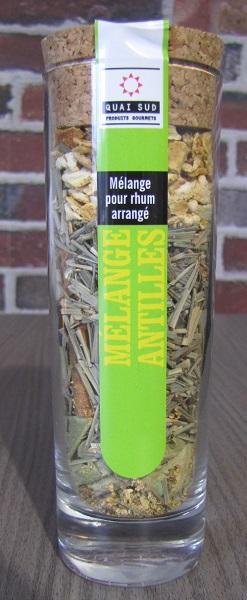 QUAI SUD
PRODUITS GOURMETS
Mélange
pour rhum
arrangé
MELANGE
ANTILLES